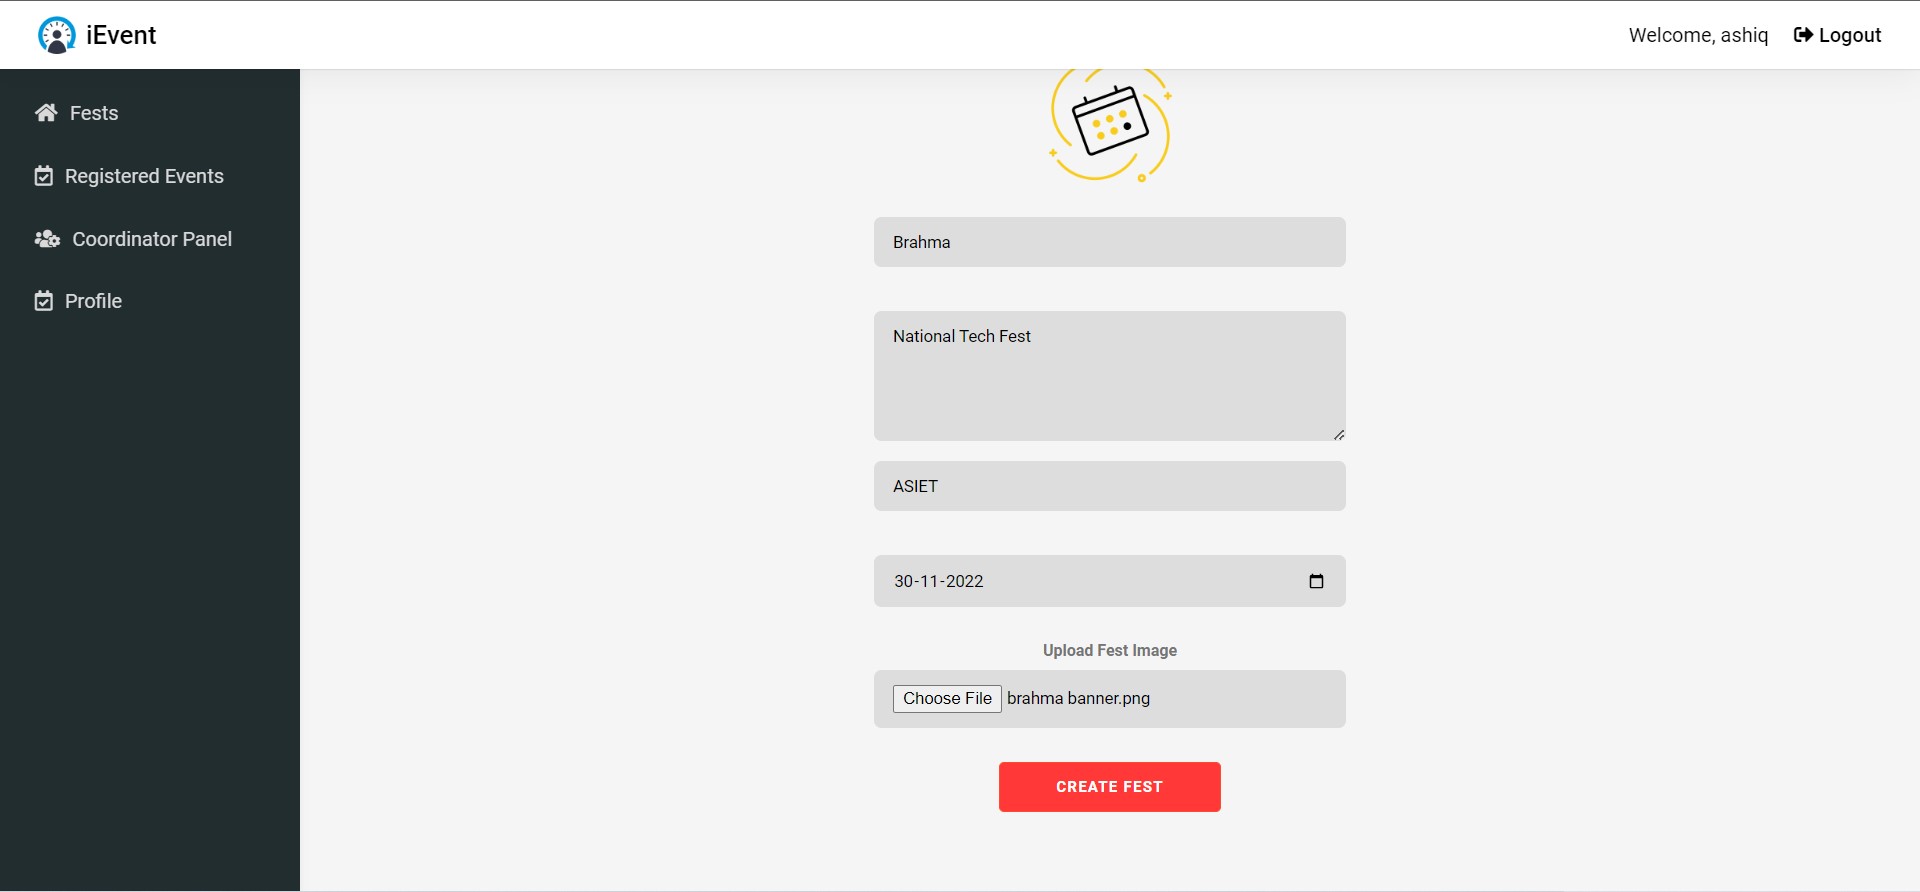 iEvent
Welcome, ashiq
Logout
Fests
Registered Events
Coordinator Panel
Profile
Brahma
National Tech Fest
ASIET
30-11-2022
Upload Fest Image
Choose File brahma banner.png
CREATE FEST